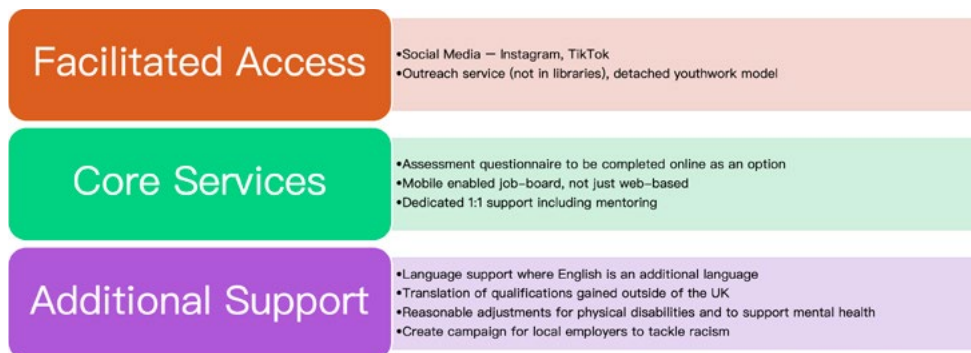 Facilitated Access
•Social Media – Instagram, TikTok
•Outreach service (not in libraries), detached youthwork model
Core Services
•Assessment questionnaire to be completed online as an option
•Mobile enabled job-board, not just web-based
•Dedicated 1:1 support including mentoring
Additional Support
•Language support where English is an additional language
•Translation of qualifications gained outside of the UK
•Reasonable adjustments for physical disabilities and to support mental health
•Create campaign for local employers to tackle racism